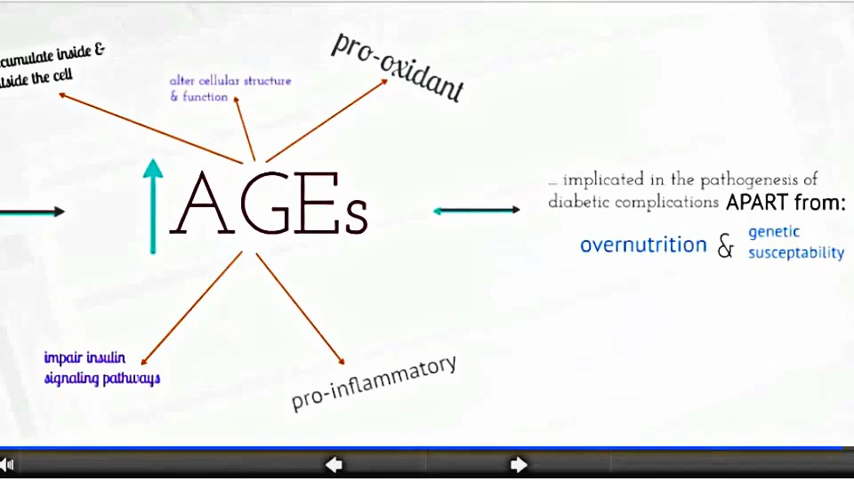 cumulate inside &
tside the cell
alter cellular structure
& function
pro-oxidant
AGEs
... implicated in the pathogenesis of
diabetic complications APART from:
overnutrition & genetic
susceptability
impair insulin
signaling pathways
pro-inflammatory